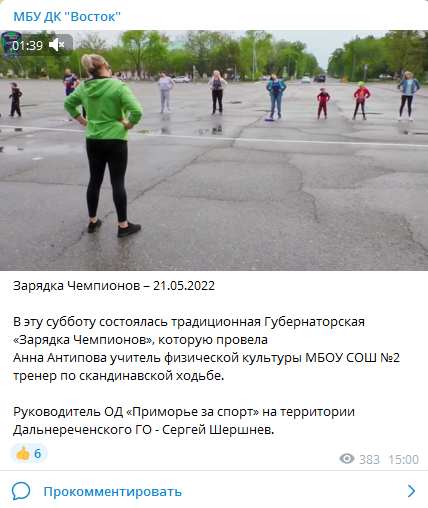 МБУ ДК "Восток"
01:39
Зарядка Чемпионов – 21.05.2022
В эту субботу состоялась традиционная Губернаторская
«Зарядка Чемпионов», которую провела
Анна Антипова учитель физической культуры МБОУ СОШ №2
тренер по скандинавской ходьбе.
Руководитель ОД «Приморье за спорт» на территории
Дальнереченского ГО - Сергей Шершнев.
👍 6
383 15:00
Прокомментировать